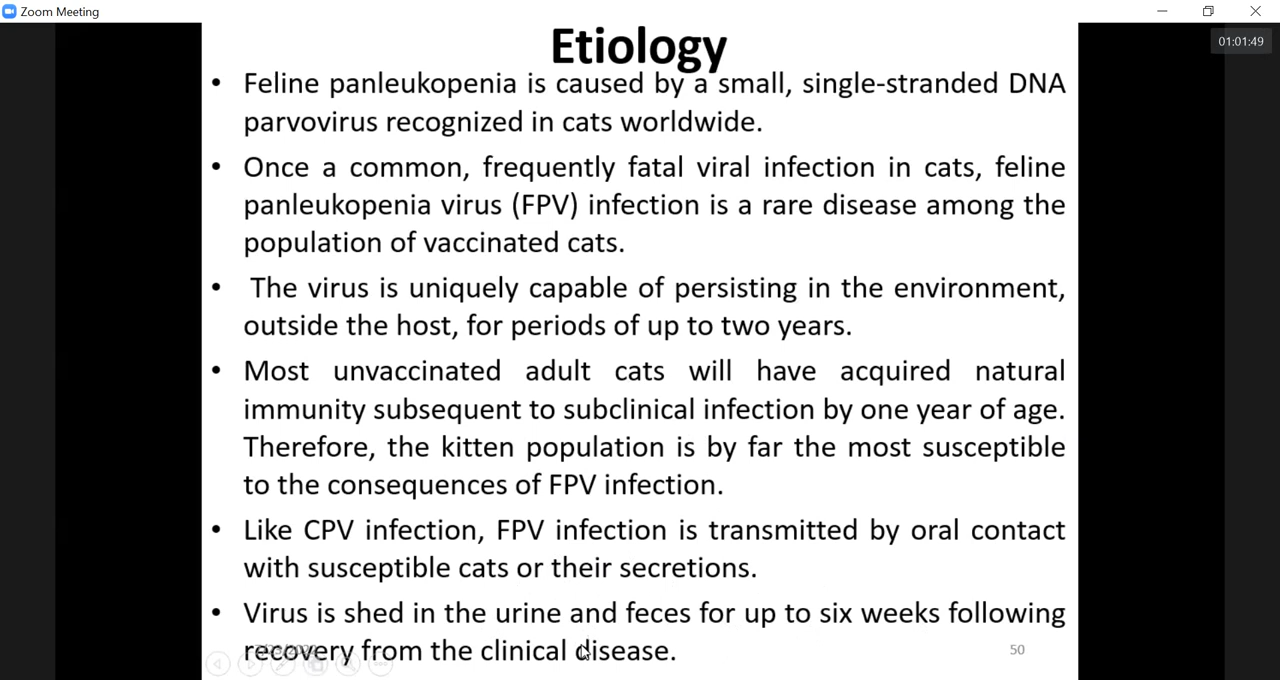 Zoom Meeting
01:01:49
Etiology
• Feline panleukopenia is caused by a small, single-stranded DNA
parvovirus recognized in cats worldwide.
• Once a common, frequently fatal viral infection in cats, feline
panleukopenia virus (FPV) infection is a rare disease among the
population of vaccinated cats.
• The virus is uniquely capable of persisting in the environment,
outside the host, for periods of up to two years.
• Most unvaccinated adult cats will have acquired natural
immunity subsequent to subclinical infection by one year of age.
Therefore, the kitten population is by far the most susceptible
to the consequences of FPV infection.
• Like CPV infection, FPV infection is transmitted by oral contact
with susceptible cats or their secretions.
• Virus is shed in the urine and feces for up to six weeks following
recovery from the clinical disease.
50